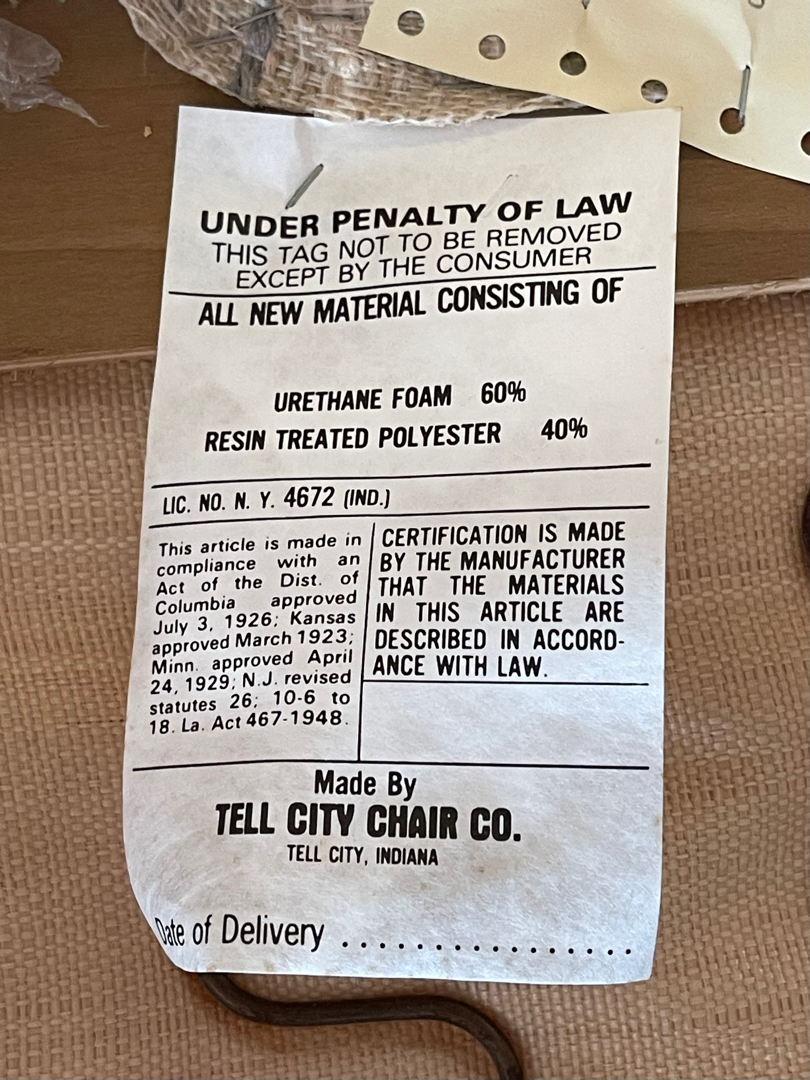 UNDER PENALTY OF LAW
THIS TAG NOT TO BE REMOVED
EXCEPT BY THE CONSUMER
ALL NEW MATERIAL CONSISTING OF
URETHANE FOAM 60%
RESIN TREATED POLYESTER 40%
LIC. NO. N. Y. 4672 (IND.)
This article is made in
compliance with an
Act of the Dist. of
Columbia approved
July 3, 1926; Kansas
approved March 1923;
Minn. approved April
24, 1929; N.J. revised
statutes 26; 10-6 to
18. La. Act 467-1948.
CERTIFICATION IS MADE
BY THE MANUFACTURER
THAT THE MATERIALS
IN THIS ARTICLE ARE
DESCRIBED IN ACCORD-
ANCE WITH LAW.
Made By
TELL CITY CHAIR CO.
TELL CITY, INDIANA
Date of Delivery ................